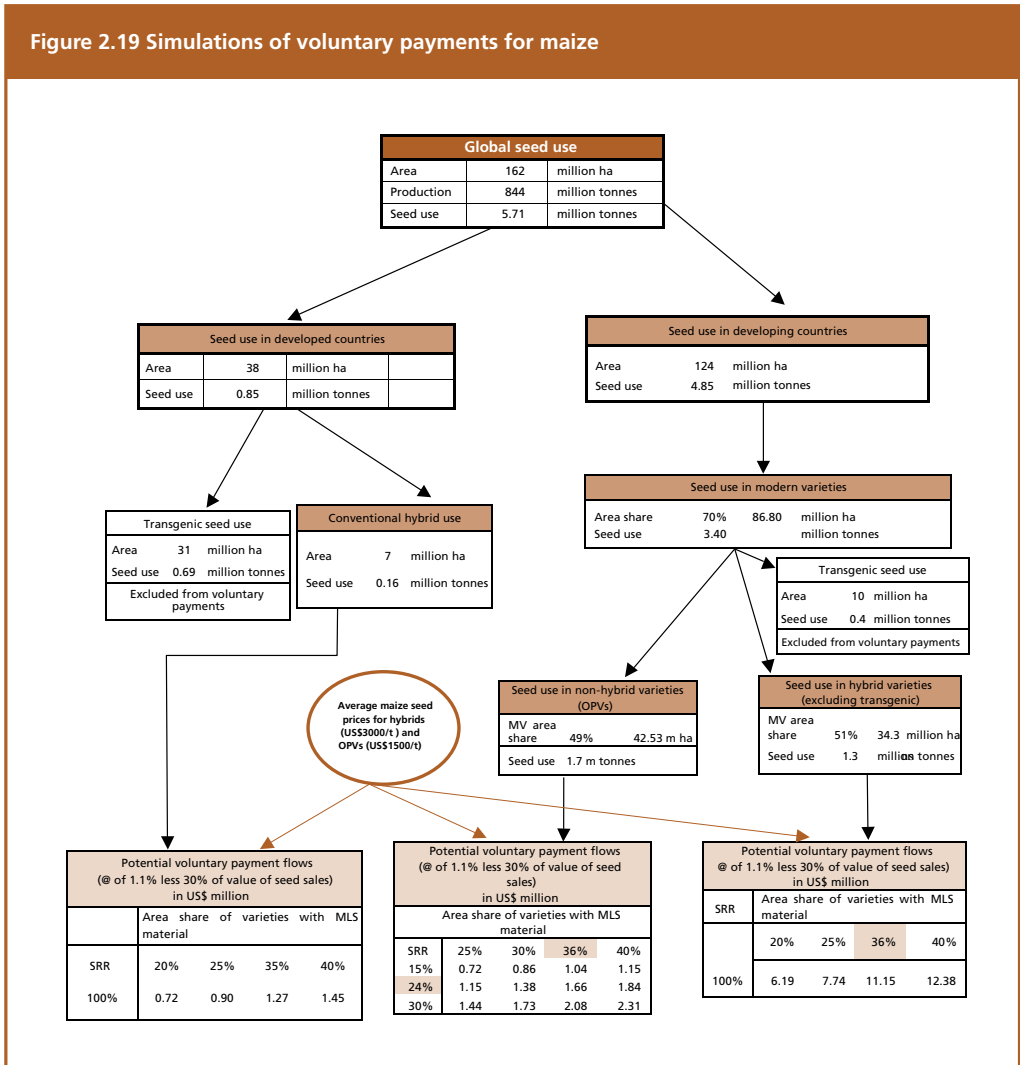 Figure 2.19 Simulations of voluntary payments for maize
Global seed use
Area 162 million ha
Production 844 million tonnes
Seed use 5.71 million tonnes
Seed use in developed countries
Area 38 million ha
Seed use 0.85 million tonnes
Seed use in developing countries
Area 124 million ha
Seed use 4.85 million tonnes
Transgenic seed use
Area 31 million ha
Seed use 0.69 million tonnes
Excluded from voluntary
payments
Conventional hybrid use
Area 7 million ha
Seed use 0.16 million tonnes
Seed use in modern varieties
Area share 70% 86.80 million ha
Seed use 3.40 million tonnes
Transgenic seed use
Area 10 million ha
Seed use 0.4 million tonnes
Excluded from voluntary payments
Average maize seed
prices for hybrids
(US$3000/t ) and
OPVs (US$1500/t)
Seed use in non-hybrid varieties
(OPVs)
MV area
share 49% 42.53 m ha
Seed use 1.7 m tonnes
Seed use in hybrid varieties
(excluding transgenic)
MV area
share 51% 34.3 million ha
Seed use 1.3 million tonnes
Potential voluntary payment flows
(@ of 1.1% less 30% of value of seed sales)
in US$ million
Area share of varieties with MLS
material
SRR 20% 25% 35% 40%
100% 0.72 0.90 1.27 1.45
Potential voluntary payment flows
(@ of 1.1% less 30% of value of seed
sales)
in US$ million
Area share of varieties with MLS
material
SRR 25% 30% 36% 40%
15% 0.72 0.86 1.04 1.15
24% 1.15 1.38 1.66 1.84
30% 1.44 1.73 2.08 2.31
Potential voluntary payment flows
@ of 1.1% less 30% of value of seed sales)
in US$ million
SRR Area share of varieties with MLS
material
20% 25% 36% 40%
100% 6.19 7.74 11.15 12.38